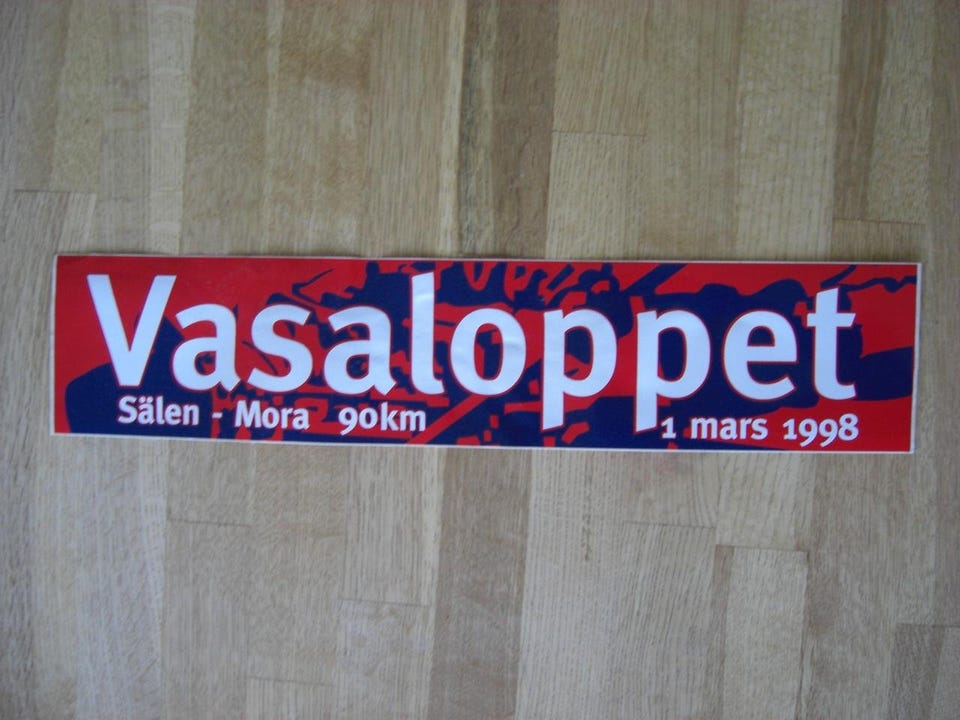 Vasaloppet
Sälen - Mora 90km
1 mars 1998